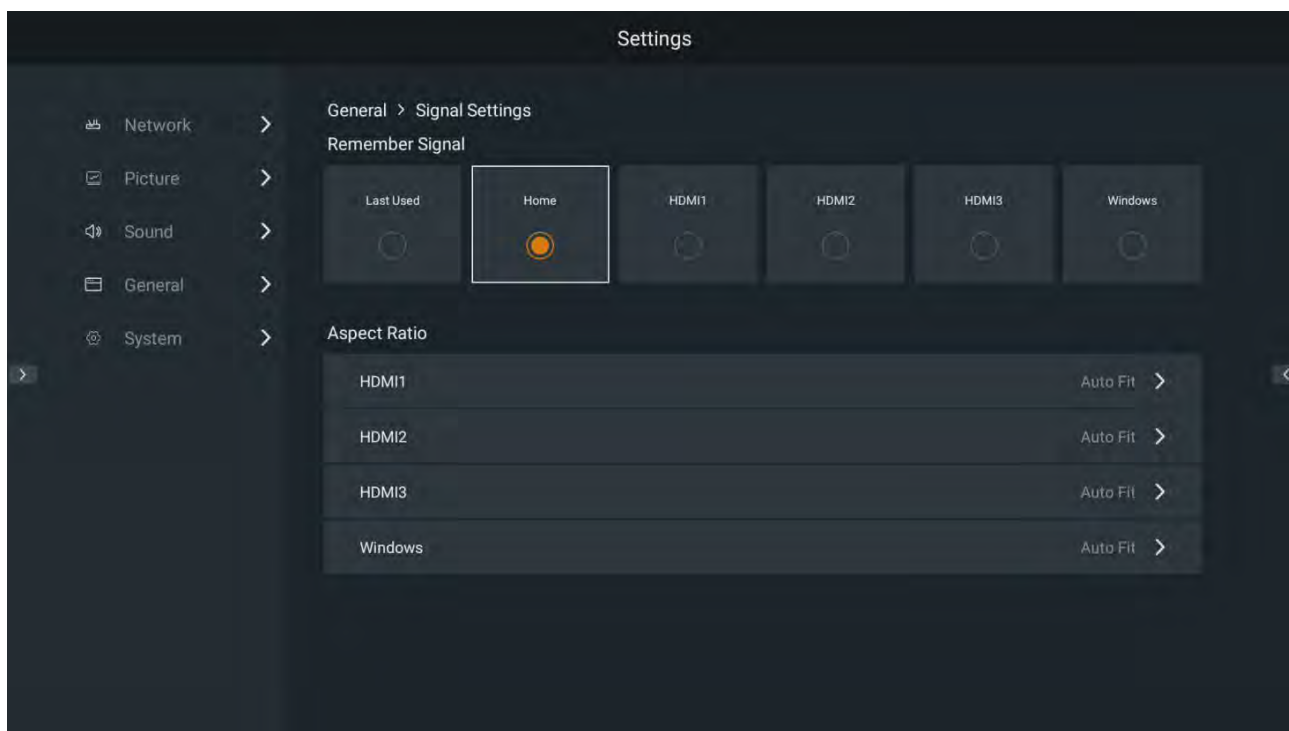 Settings
Network
Picture
Sound
General
System
General > Signal Settings
Remember Signal
Last Used
Home
HDMI1
HDMI2
HDMI3
Windows
Aspect Ratio
HDMI1 Auto Fit
HDMI2 Auto Fit
HDMI3 Auto Fit
Windows Auto Fit